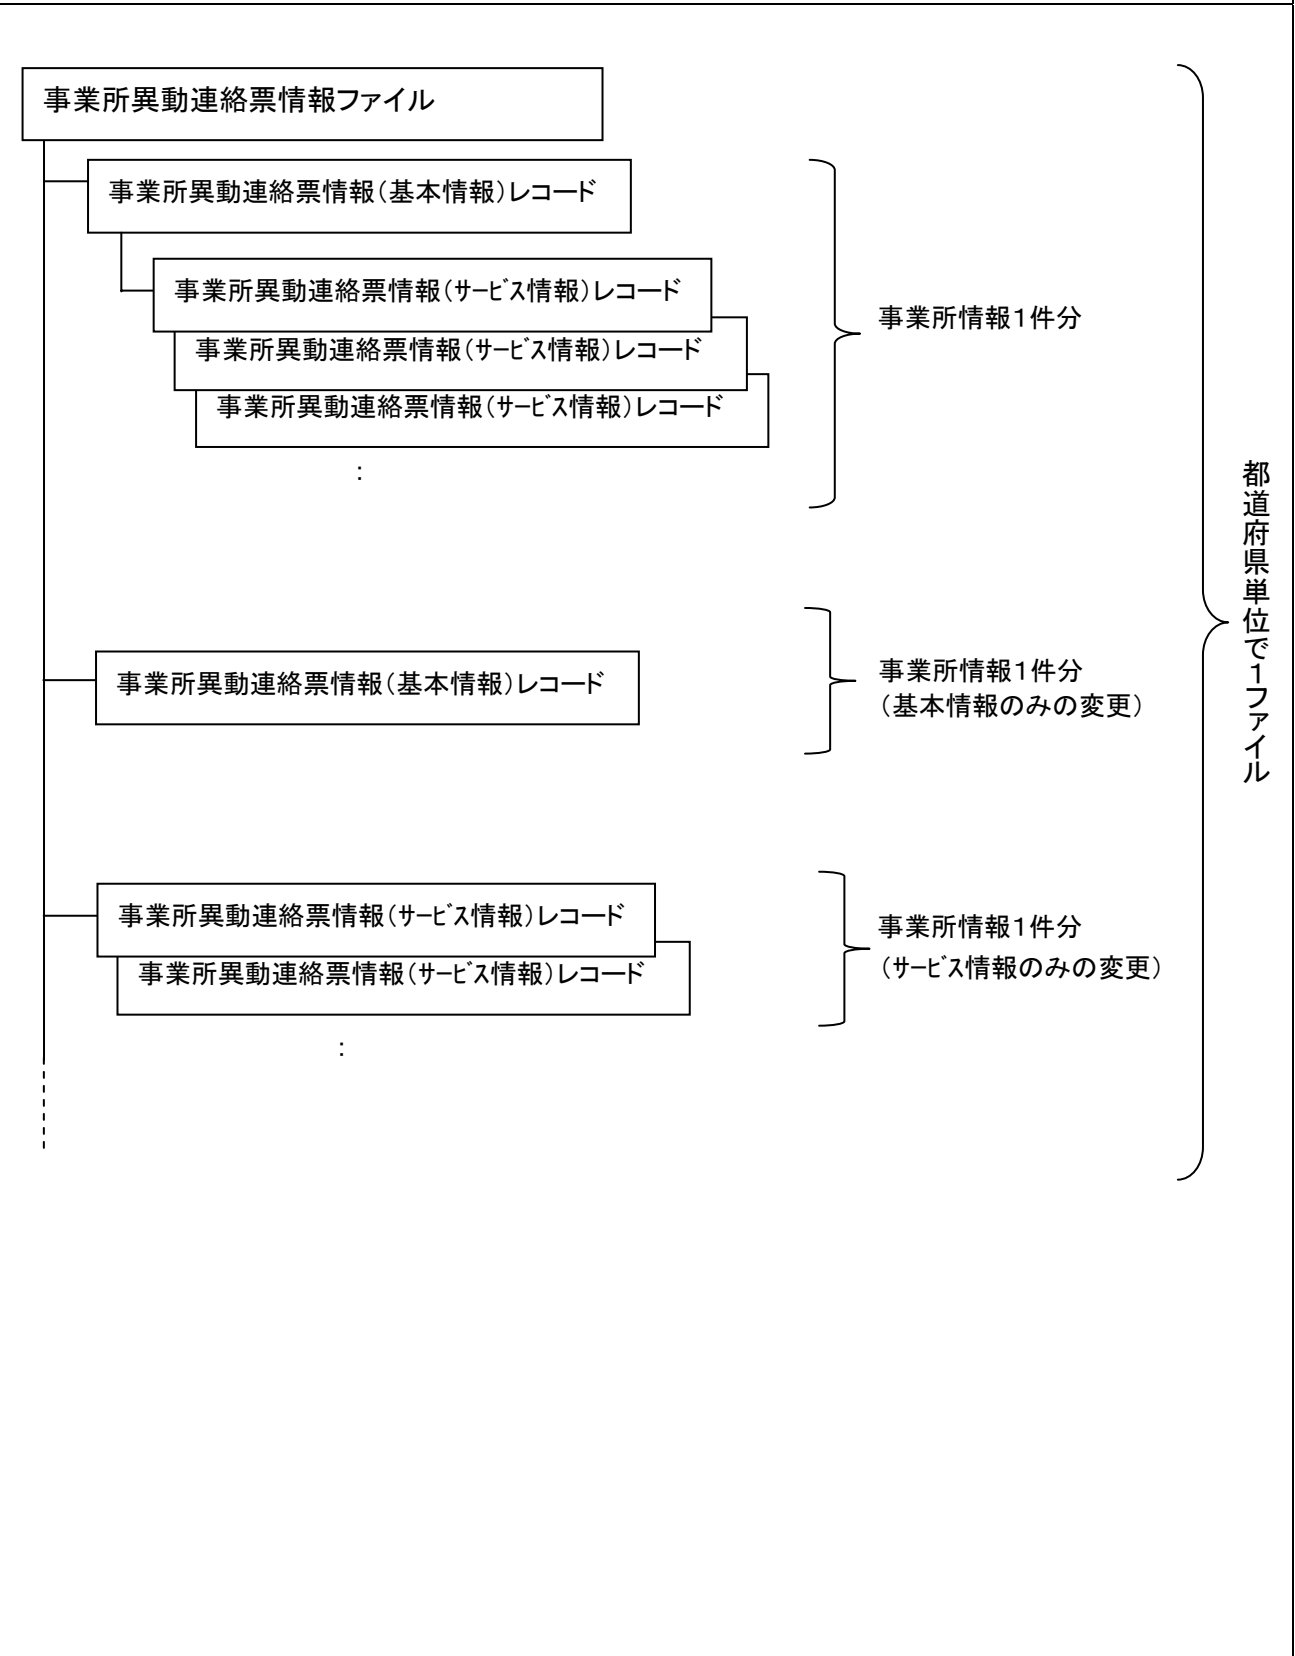 事業所異動連絡票情報ファイル
事業所異動連絡票情報（基本情報）レコード
事業所異動連絡票情報（ｻｰﾋﾞｽ情報）レコード
事業所異動連絡票情報（ｻｰﾋﾞｽ情報）レコード
事業所異動連絡票情報（ｻｰﾋﾞｽ情報）レコード
：
事業所情報１件分
事業所異動連絡票情報（基本情報）レコード
事業所情報１件分
（基本情報のみの変更）
事業所異動連絡票情報（ｻｰﾋﾞｽ情報）レコード
事業所異動連絡票情報（ｻｰﾋﾞｽ情報）レコード
：
事業所情報１件分
（ｻｰﾋﾞｽ情報のみの変更）
都道府県単位で１ファイル